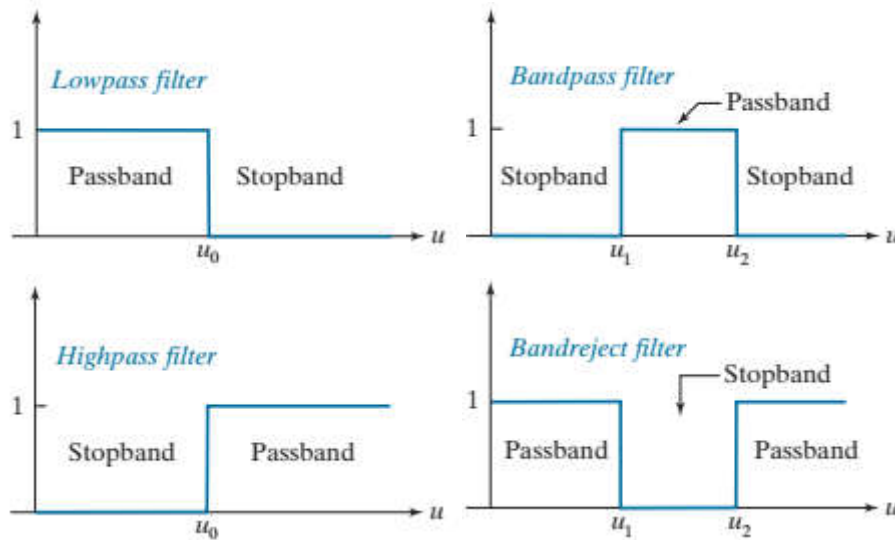 Lowpass filter
1
Passband
Stopband
u
u0
Bandpass filter
Passband
1
Stopband
Stopband
u
u1
u2
Highpass filter
1
Stopband
Passband
u
u0
Bandreject filter
Stopband
1
Passband
Passband
u
u1
u2